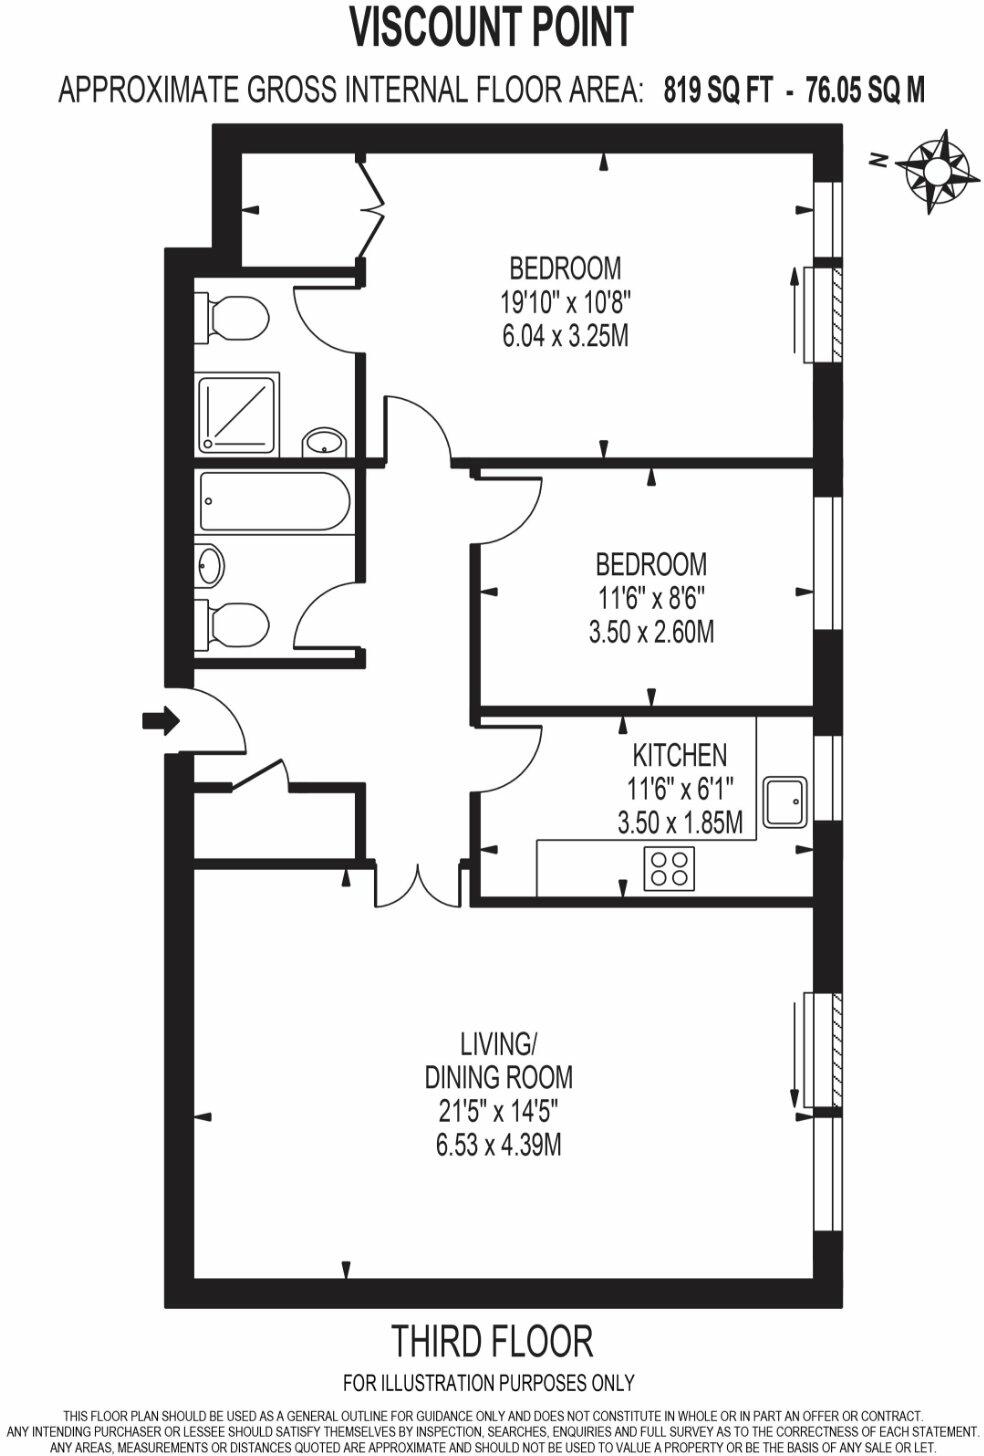 VISCOUNT POINT
APPROXIMATE GROSS INTERNAL FLOOR AREA: 819 SQ FT - 76.05 SQ M
N
BEDROOM
19'10" x 10'8"
6.04 x 3.25M
BEDROOM
11'6" x 8'6"
3.50 x 2.60M
KITCHEN
11'6" x 6'1"
3.50 x 1.85M
LIVING/
DINING ROOM
21'5" x 14'5"
6.53 x 4.39M
THIRD FLOOR
FOR ILLUSTRATION PURPOSES ONLY
THIS FLOOR PLAN SHOULD BE USED AS A GENERAL OUTLINE FOR GUIDANCE ONLY AND DOES NOT CONSTITUTE IN WHOLE OR IN PART AN OFFER OR CONTRACT.
ANY INTENDING PURCHASER OR LESSEE SHOULD SATISFY THEMSELVES BY INSPECTION, SEARCHES, ENQUIRIES AND FULL SURVEY AS TO THE CORRECTNESS OF EACH STATEMENT.
ANY AREAS, MEASUREMENTS OR DISTANCES QUOTED ARE APPROXIMATE AND SHOULD NOT BE USED TO VALUE A PROPERTY OR BE THE BASIS OF ANY SALE OR LET.